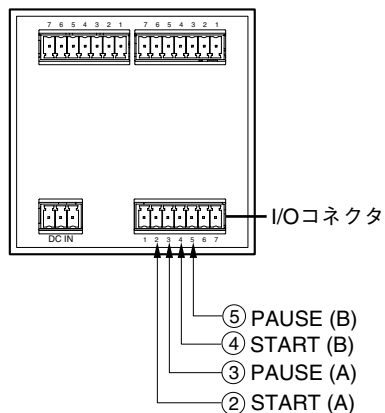 7 6 5 4 3 2 1 7 6 5 4 3 2 1
DC IN
1 2 3 4 5 6 7
I/Oコネクタ
⑤ PAUSE (B)
④ START (B)
③ PAUSE (A)
② START (A)